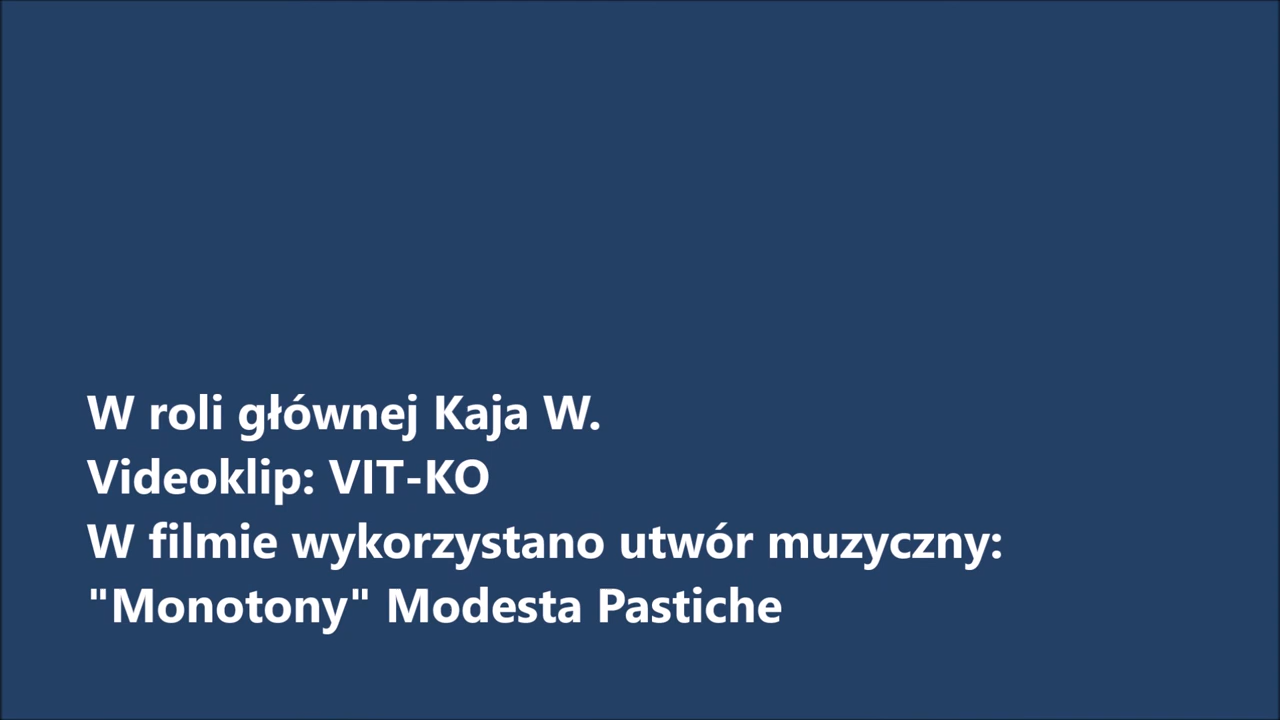 W roli głównej Kaja W.
Videoklip: VIT-KO
W filmie wykorzystano utwór muzyczny:
"Monotony" Modesta Pastiche